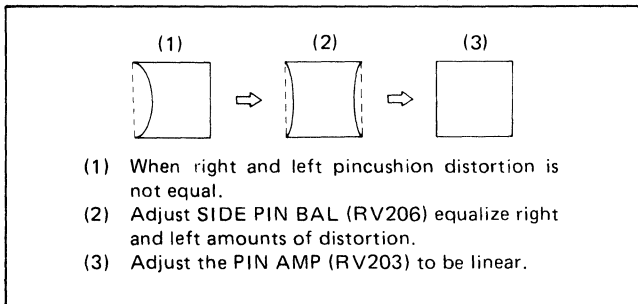 (1) (2) (3)
(1) When right and left pincushion distortion is
not equal.
(2) Adjust SIDE PIN BAL (RV206) equalize right
and left amounts of distortion.
(3) Adjust the PIN AMP (RV203) to be linear.